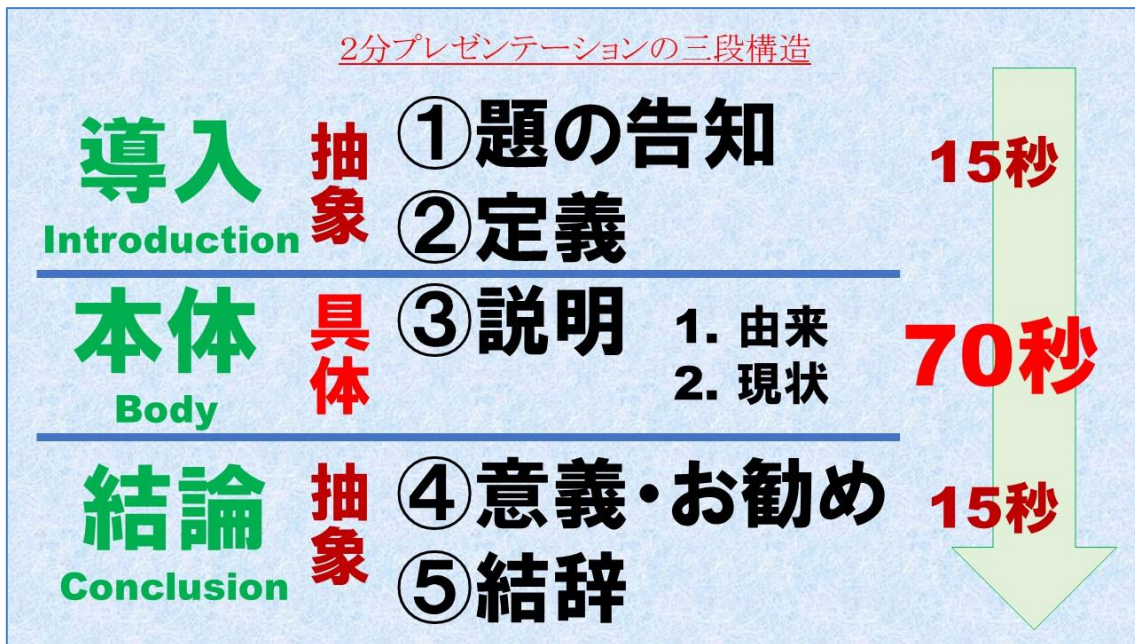 2分プレゼンテーションの三段構造
導入
Introduction
抽象
①題の告知
②定義
15秒
本体
Body
具体
③説明
1. 由来
2. 現状
70秒
結論
Conclusion
抽象
④意義・お勧め
⑤結辞
15秒